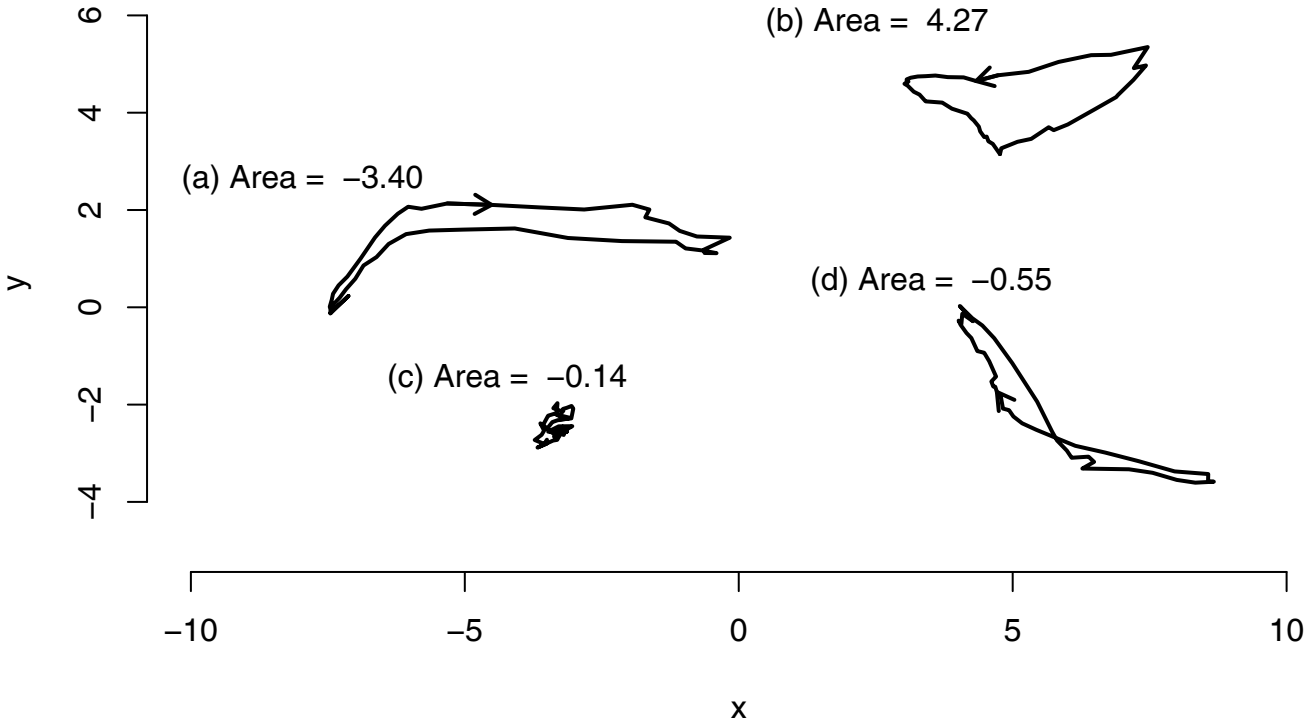 6
(b) Area = 4.27
4
(a) Area = −3.40
2
y
0
(d) Area = −0.55
(c) Area = −0.14
−2
−4
−10 −5 0 5 10
x